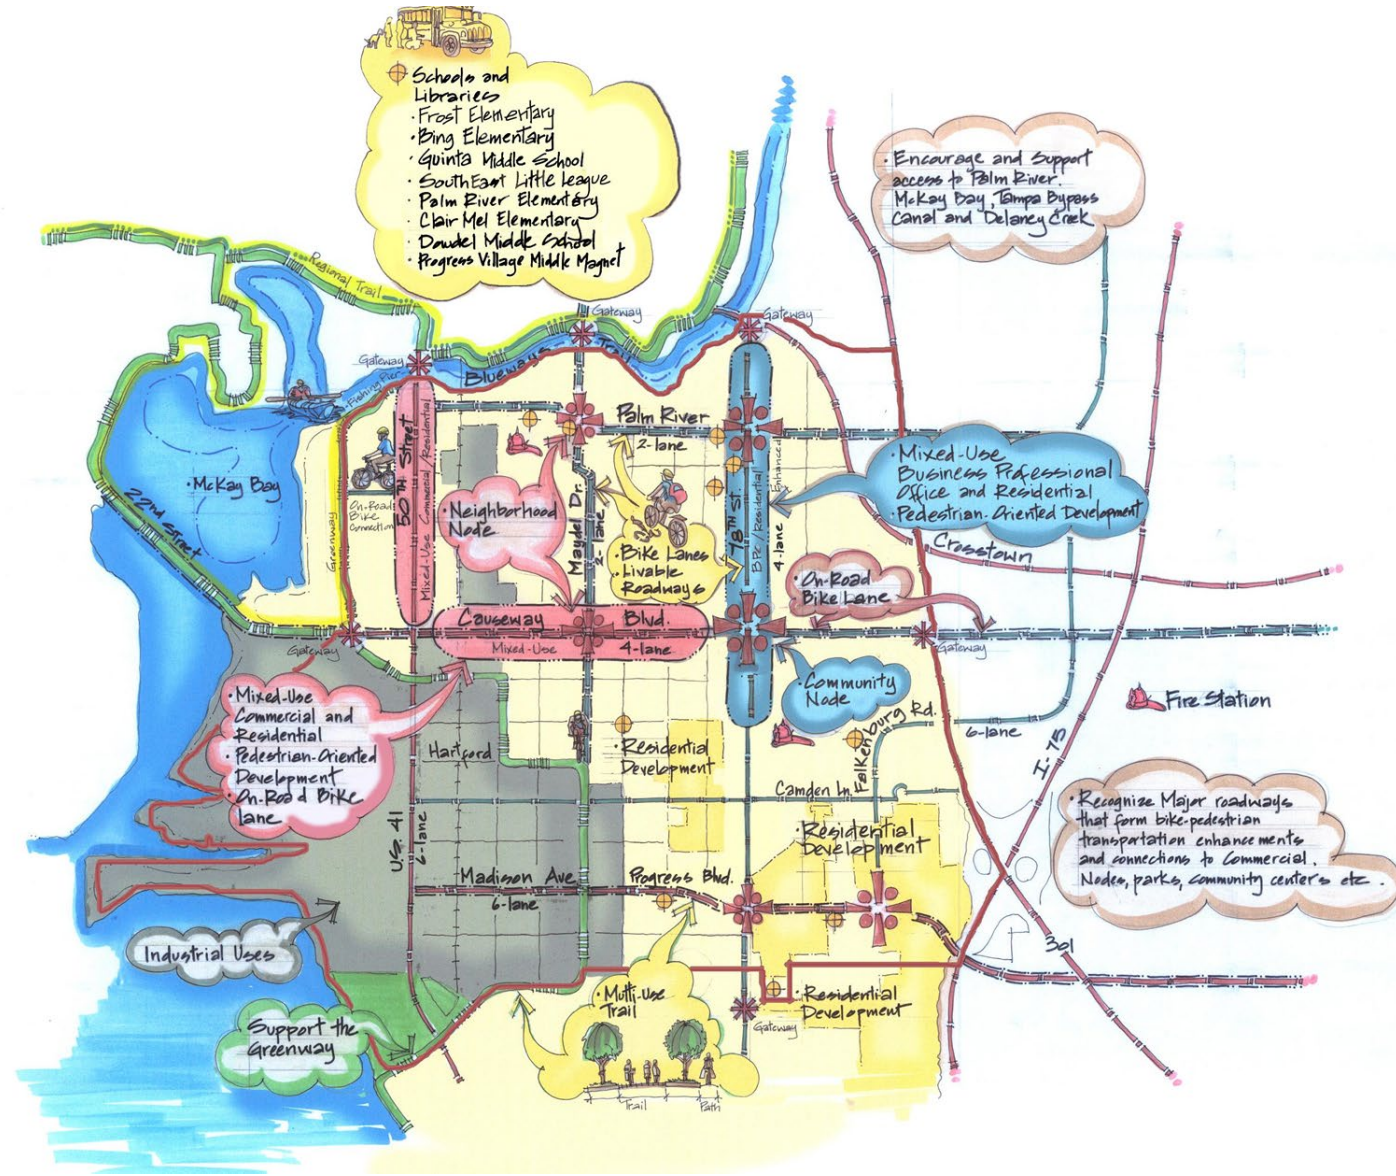 Schools and
Libraries
· Frost Elementary
· Bing Elementary
· Guinta Middle School
· SouthEast Little League
· Palm River Elementary
· Clair Mel Elementary
· Dowdel Middle School
· Progress Village Middle Magnet
· Encourage and Support
access to Palm River,
McKay Bay, Tampa Bypass
Canal and Delaney Creek
Regional Trail
Gateway
Gateway
Gateway
Fishing Pier
Blueways Trail
Palm River
2-lane
50TH Street
Mixed-Use Commercial/Residential
On-Road
Bike
Connection
Greenway
· McKay Bay
22nd Street
· Neighborhood
Node
Maydel Dr.
2-lane
· Bike Lanes
· Livable
Roadways
78TH St.
BPO/Residential
Enhanced
4-lane
· Mixed-Use
Business Professional
Office and Residential
· Pedestrian-Oriented Development
Crosstown
· On-Road
Bike Lane
Causeway Blvd.
Mixed-Use 4-lane
Gateway
Gateway
· Community
Node
· Mixed-Use
Commercial and
Residential
· Pedestrian-Oriented
Development
· On-Road Bike
lane
Hartford
· Residential
Development
Falkenburg Rd.
6-lane
Fire Station
I-75
U.S. 41
6-lane
Camden Ln.
· Residential
Development
· Recognize Major roadways
that form bike-pedestrian
transportation enhancements
and connections to Commercial.
Nodes, parks, community centers etc.
Madison Ave
6-lane
Progress Blvd.
Industrial Uses
301
· Multi-Use
Trail
· Residential
Development
Gateway
Support the
Greenway
Trail
Path